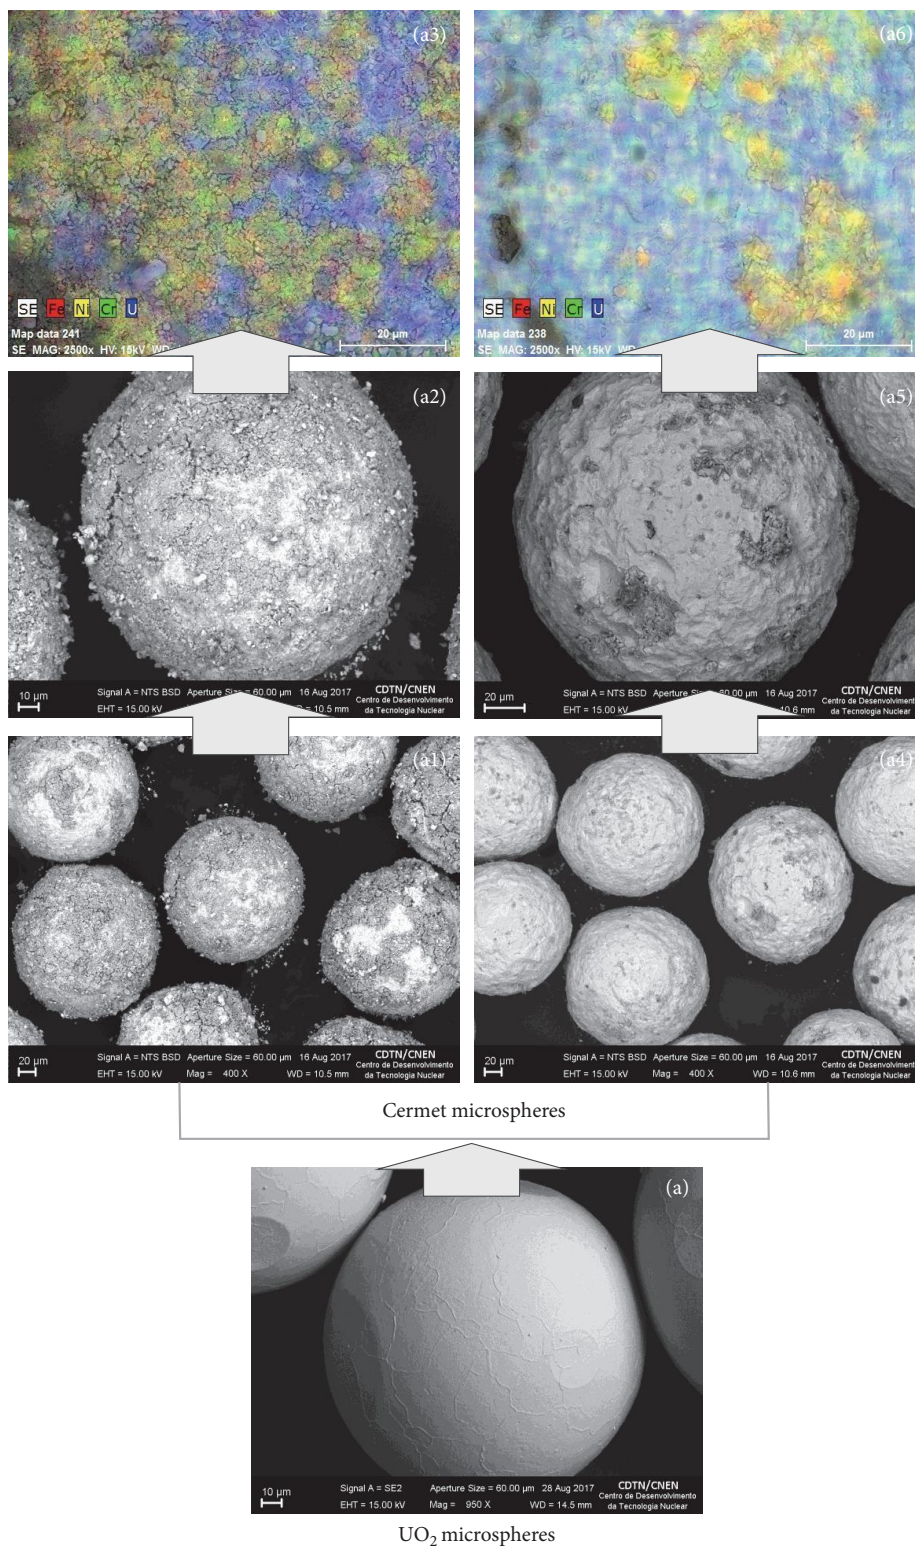 (a3)
SE Fe Ni Cr U
Map data 241
20 μm
SE MAG: 2500x HV: 15kV WD
(a6)
SE Fe Ni Cr U
Map data 238
20 μm
SE MAG: 2500x HV: 15kV WD
(a2)
10 μm
Signal A = NTS BSD Aperture Size = 60.00 μm 16 Aug 2017
EHT = 15.00 kV = 10.5 mm
CDTN/CNEN
Centro de Desenvolvimento
da Tecnologia Nuclear
(a5)
20 μm
Signal A = NTS BSD Aperture 16 Aug 2017
EHT = 15.00 kV 10.6 mm
CDTN/CNEN
Centro de Desenvolvimento
da Tecnologia Nuclear
(a1)
20 μm
Signal A = NTS BSD Aperture Size = 60.00 μm 16 Aug 2017
EHT = 15.00 kV Mag = 400 X WD = 10.5 mm
CDTN/CNEN
Centro de Desenvolvimento
da Tecnologia Nuclear
(a4)
20 μm
Signal A = NTS BSD Aperture Size = 60.00 μm 16 Aug 2017
EHT = 15.00 kV Mag = 400 X WD = 10.6 mm
CDTN/CNEN
Centro de Desenvolvimento
da Tecnologia Nuclear
Cermet microspheres
(a)
10 μm
Signal A = SE2 Aperture Size = 60.00 μm 28 Aug 2017
EHT = 15.00 kV Mag = 950 X WD = 14.5 mm
CDTN/CNEN
Centro de Desenvolvimento
da Tecnologia Nuclear
UO₂ microspheres